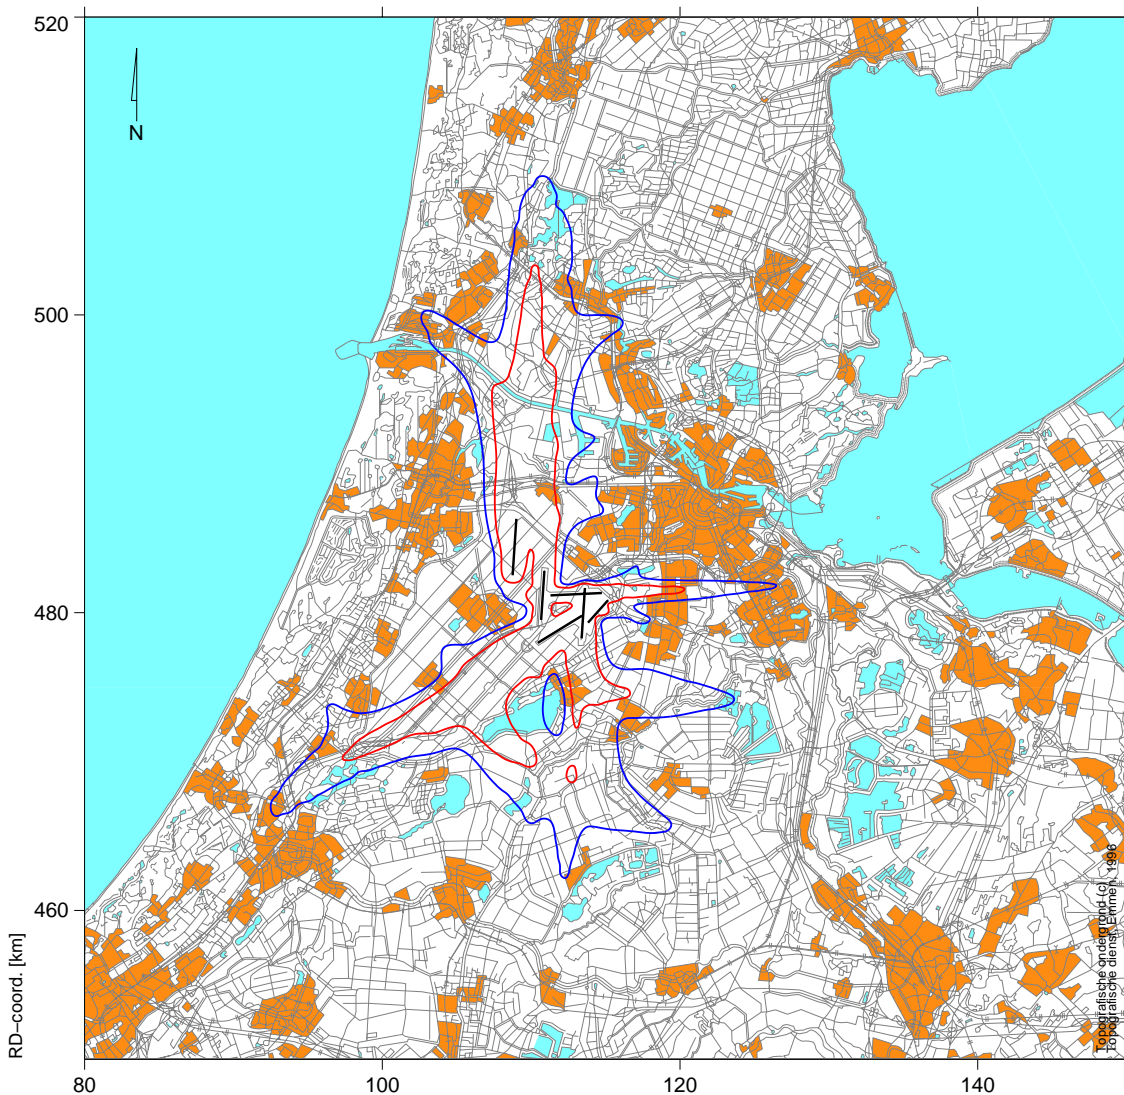 520
N
500
480
460
RD-coord. [km]
80
100
120
140
Topografische ondergrond (c)
Topografische dienst, Emmen, 1996